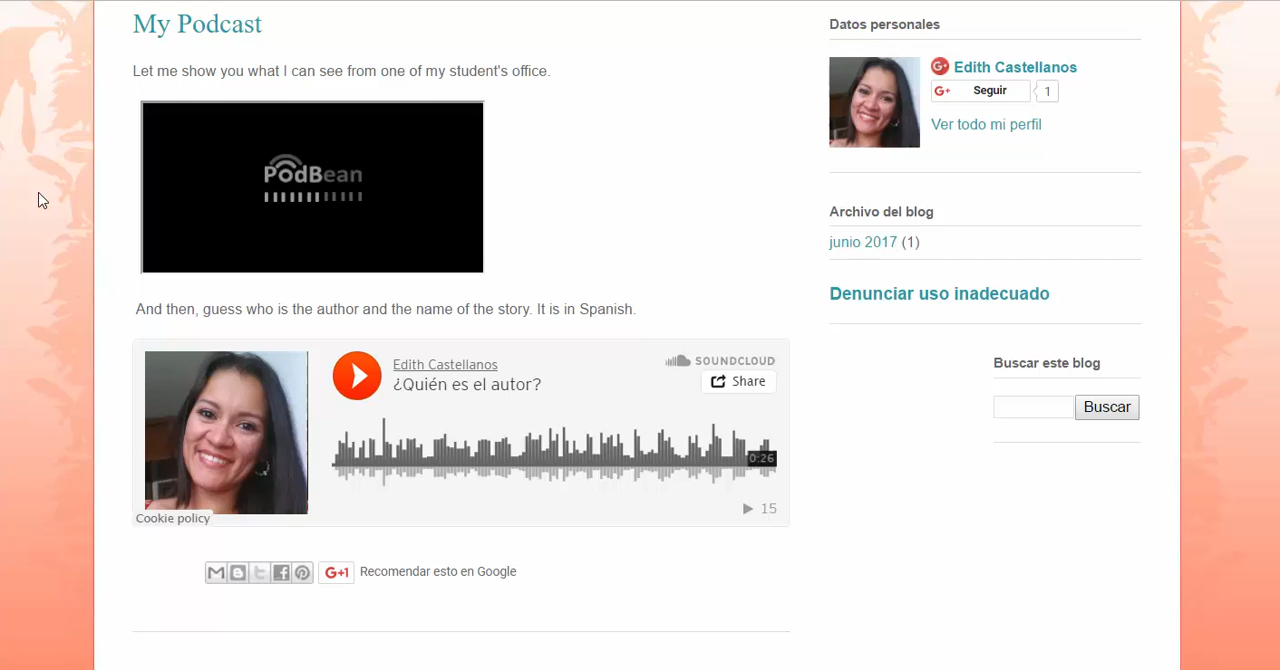 My Podcast
Let me show you what I can see from one of my student's office.
PodBean
And then, guess who is the author and the name of the story. It is in Spanish.
Edith Castellanos
¿Quién es el autor?
SOUNDCLOUD
Share
0:26
15
Cookie policy
G+1 Recomendar esto en Google
Datos personales
G+ Edith Castellanos
G+ Seguir 1
Ver todo mi perfil
Archivo del blog
junio 2017 (1)
Denunciar uso inadecuado
Buscar este blog
Buscar